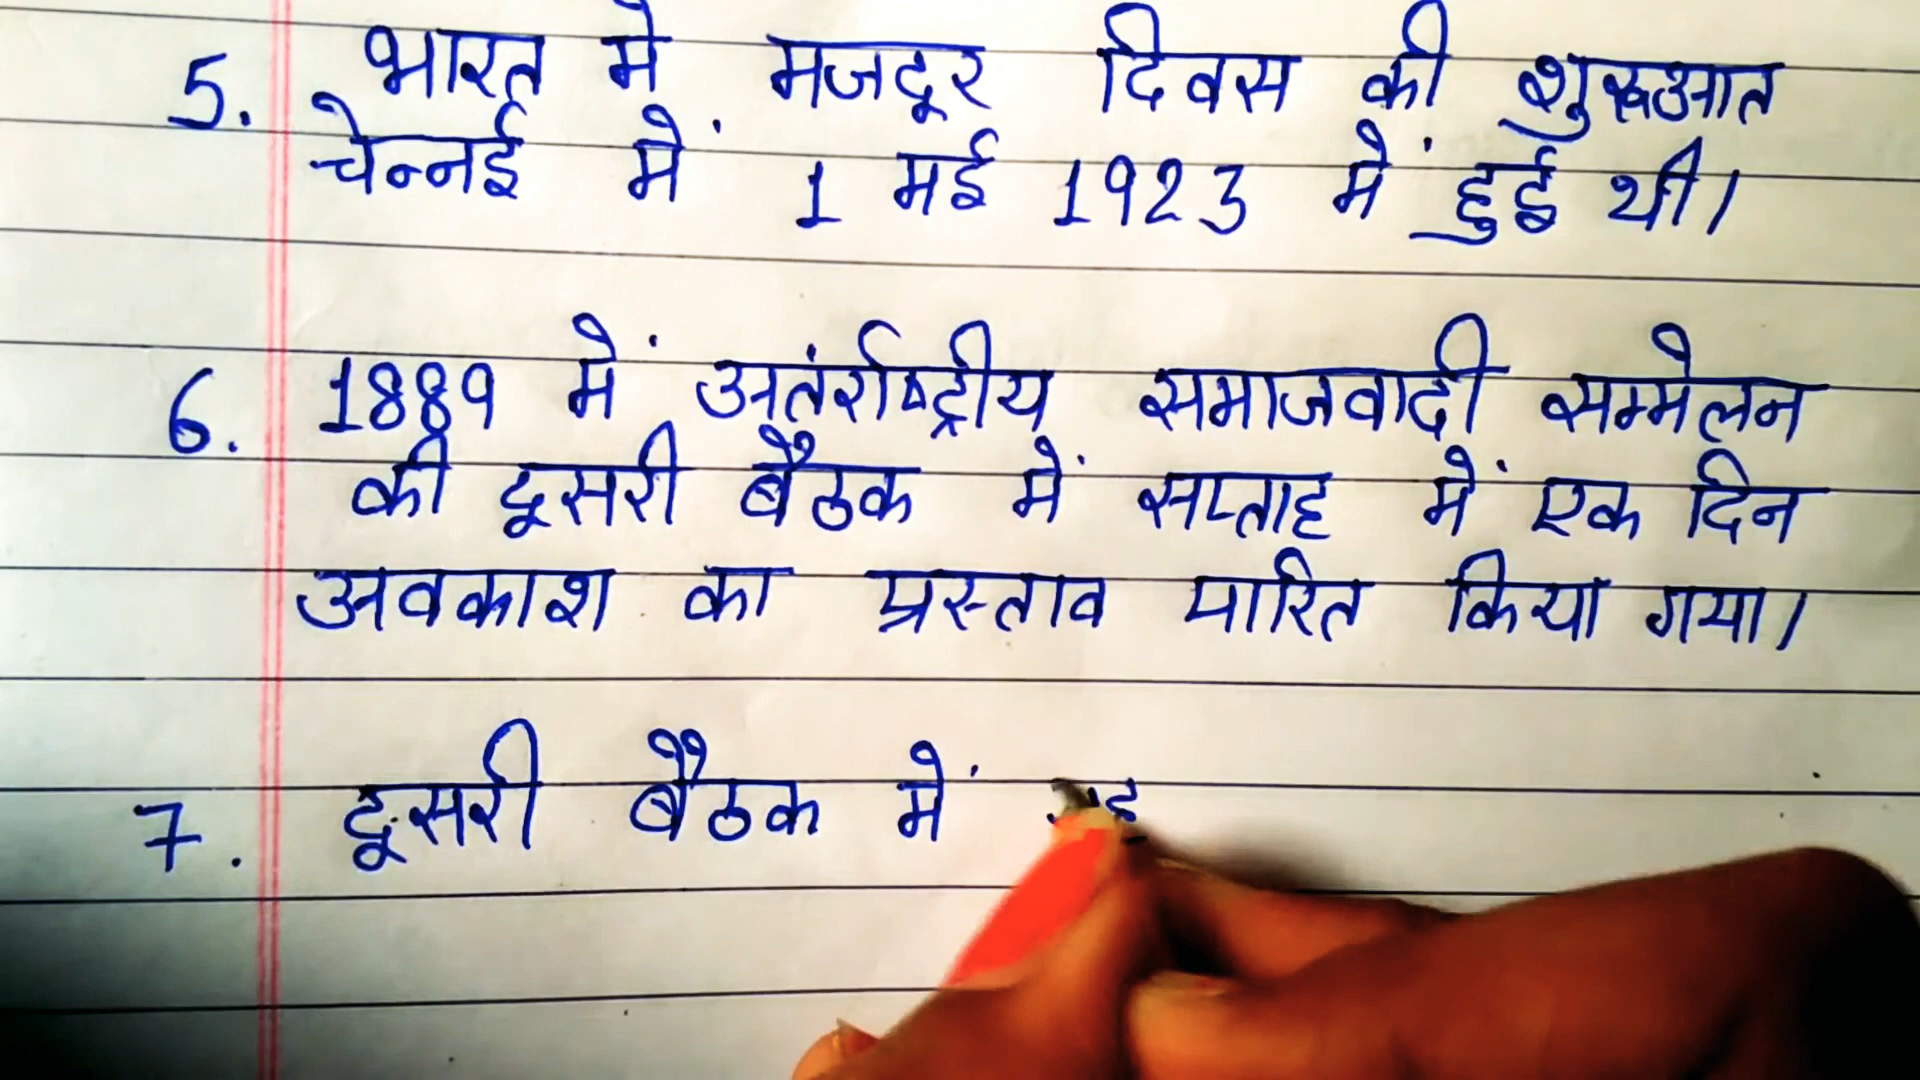 5. भारत में मजदूर दिवस की शुरूआत
चेन्नई में 1 मई 1923 में हुई थी।
6. 1889 में अतंर्राष्ट्रीय समाजवादी सम्मेलन
की दूसरी बैठक में सप्ताह में एक दिन
अवकाश का प्रस्ताव पारित किया गया।
7. दूसरी बैठक में